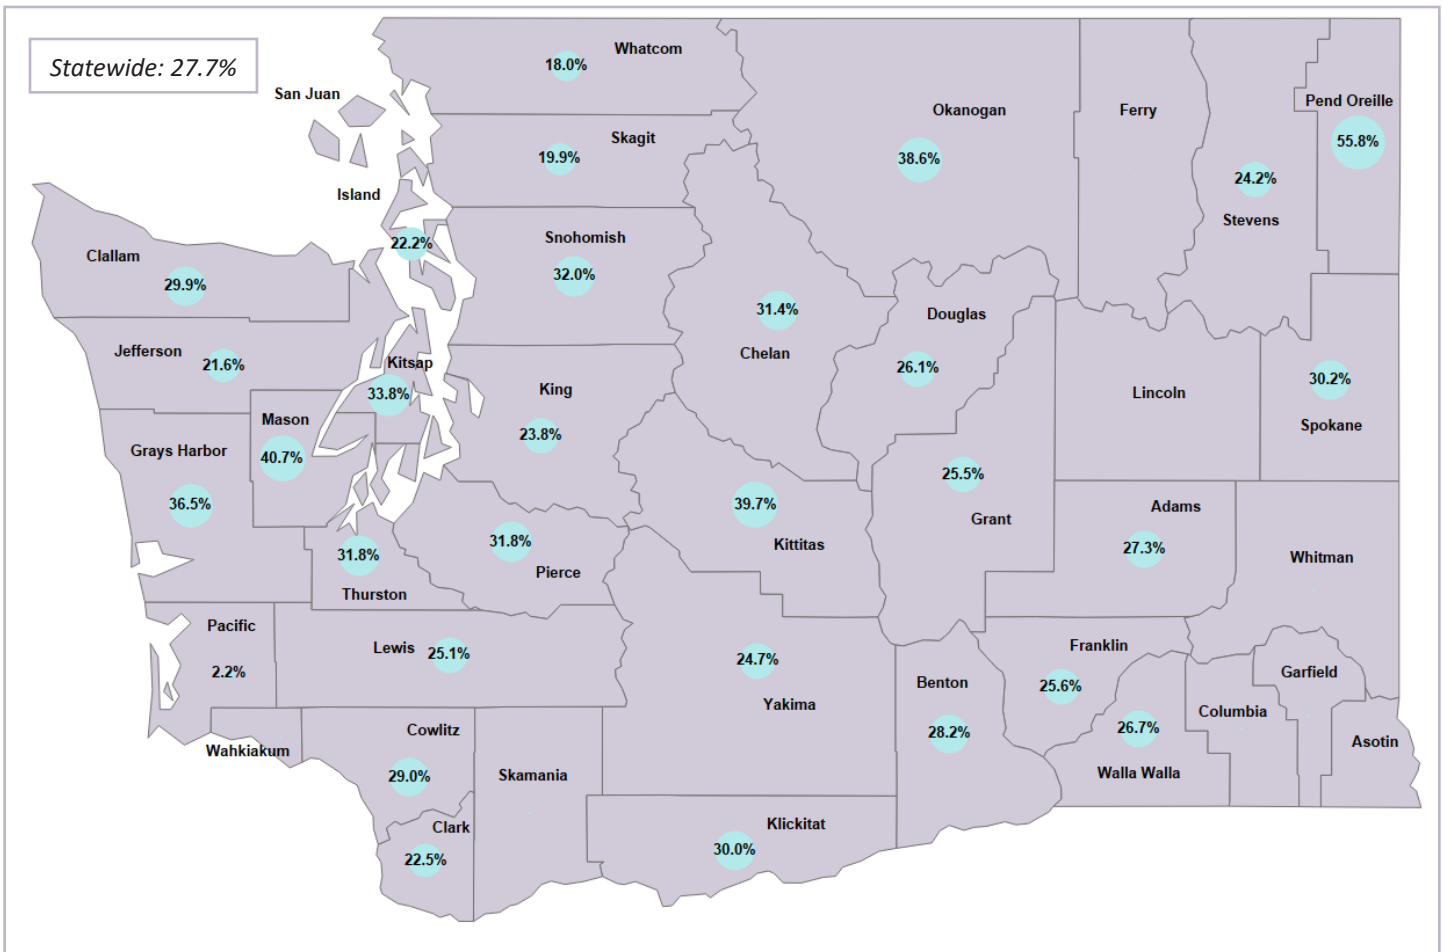 Statewide: 27.7%
Whatcom
18.0%
San Juan
Skagit
19.9%
Okanogan
38.6%
Ferry
Pend Oreille
55.8%
24.2%
Stevens
Island
22.2%
Snohomish
32.0%
Clallam
29.9%
Chelan
31.4%
Douglas
26.1%
Jefferson
21.6%
Kitsap
33.8%
King
23.8%
Lincoln
30.2%
Spokane
Mason
40.7%
Grays Harbor
36.5%
25.5%
Grant
39.7%
Kittitas
Adams
27.3%
Whitman
31.8%
Thurston
31.8%
Pierce
Pacific
2.2%
Lewis
25.1%
24.7%
Yakima
Benton
28.2%
Franklin
25.6%
Garfield
Columbia
26.7%
Walla Walla
Asotin
Wahkiakum
Cowlitz
29.0%
Skamania
Clark
22.5%
Klickitat
30.0%